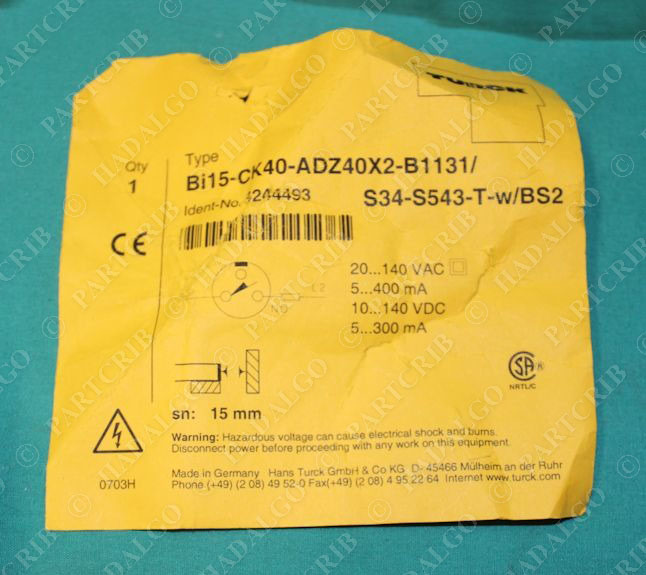 TURCK
Type
Qty
1
Bi15-CK40-ADZ40X2-B1131/
S34-S543-T-w/BS2
Ident-No. 4244493
CE
20...140 VAC
5...400 mA
10...140 VDC
5...300 mA
L2
NO
sn: 15 mm
NRTL/C
Warning: Hazardous voltage can cause electrical shock and burns.
Disconnect power before proceeding with any work on this equipment.
0703H
Made in Germany Hans Turck GmbH & Co KG D- 45466 Mülheim an der Ruhr
Phone (+49) (2 08) 49 52-0 Fax(+49) (2 08) 4 95 22 64 Internet www.turck.com
© PARTCRIB
© HADALGO